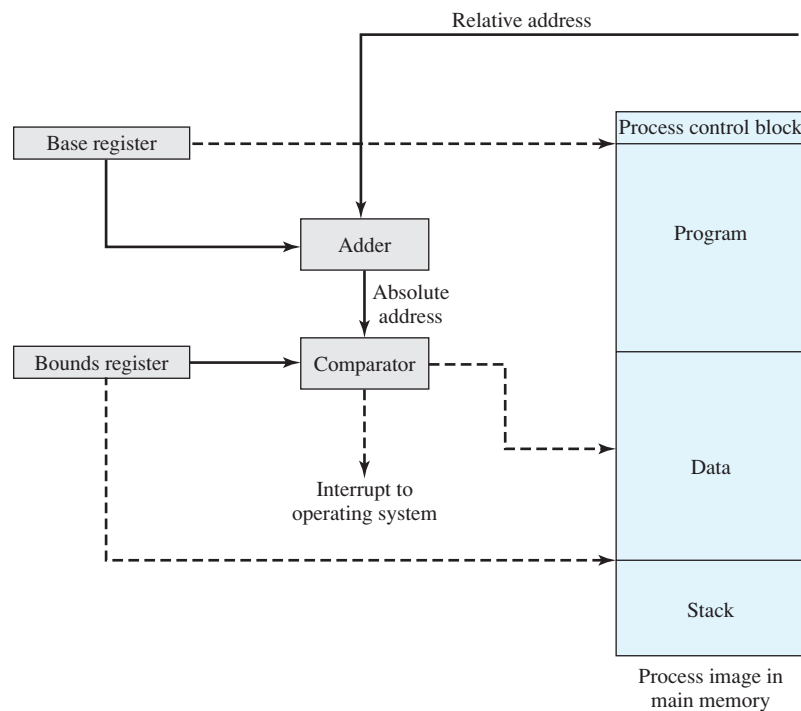 Relative address
Process control block
Base register
Program
Adder
Absolute
address
Bounds register
Comparator
Data
Interrupt to
operating system
Stack
Process image in
main memory